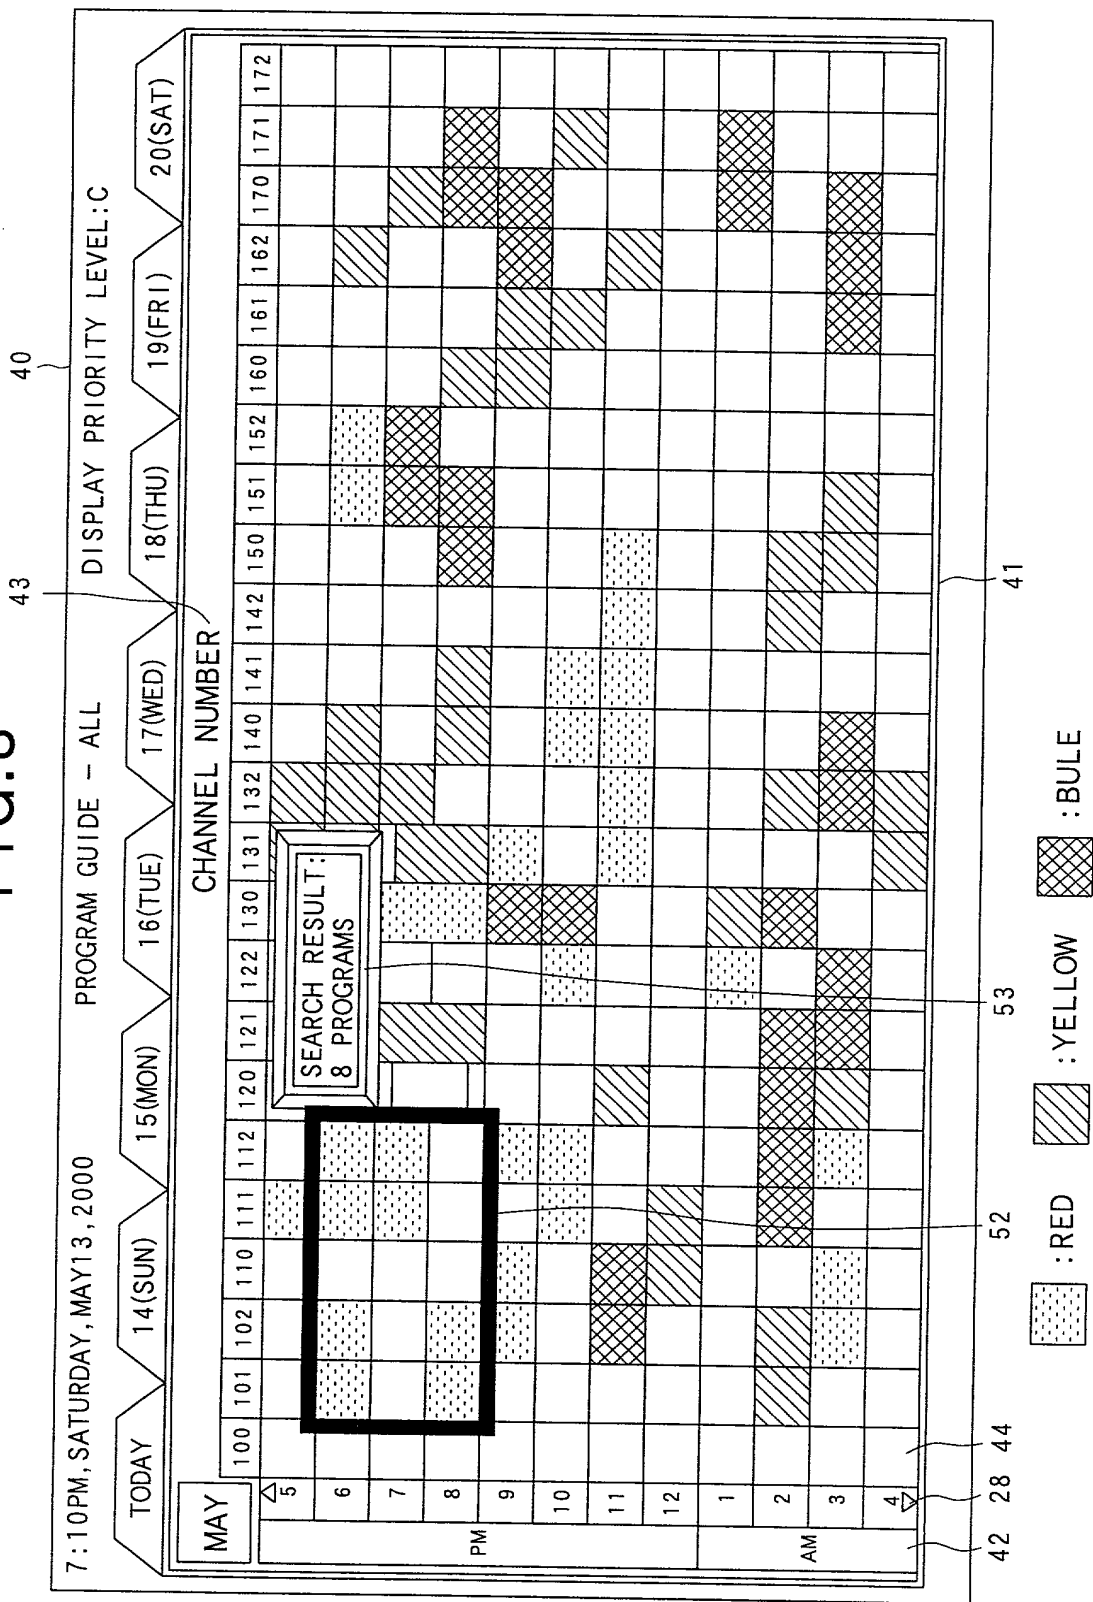 40
7:10PM,SATURDAY,MAY13,2000 PROGRAM GUIDE – ALL DISPLAY PRIORITY LEVEL:C
43
TODAY 14(SUN) 15(MON) 16(TUE) 17(WED) 18(THU) 19(FRI) 20(SAT)
MAY CHANNEL NUMBER
100 101 102 110 111 112 120 121 122 130 131 132 140 141 142 150 151 152 160 161 162 170 171 172
PM
5
6
7
8
9
10
11
12
AM
1
2
3
4
SEARCH RESULT:
8 PROGRAMS
42 28 44 52 53 41
:RED :YELLOW :BULE